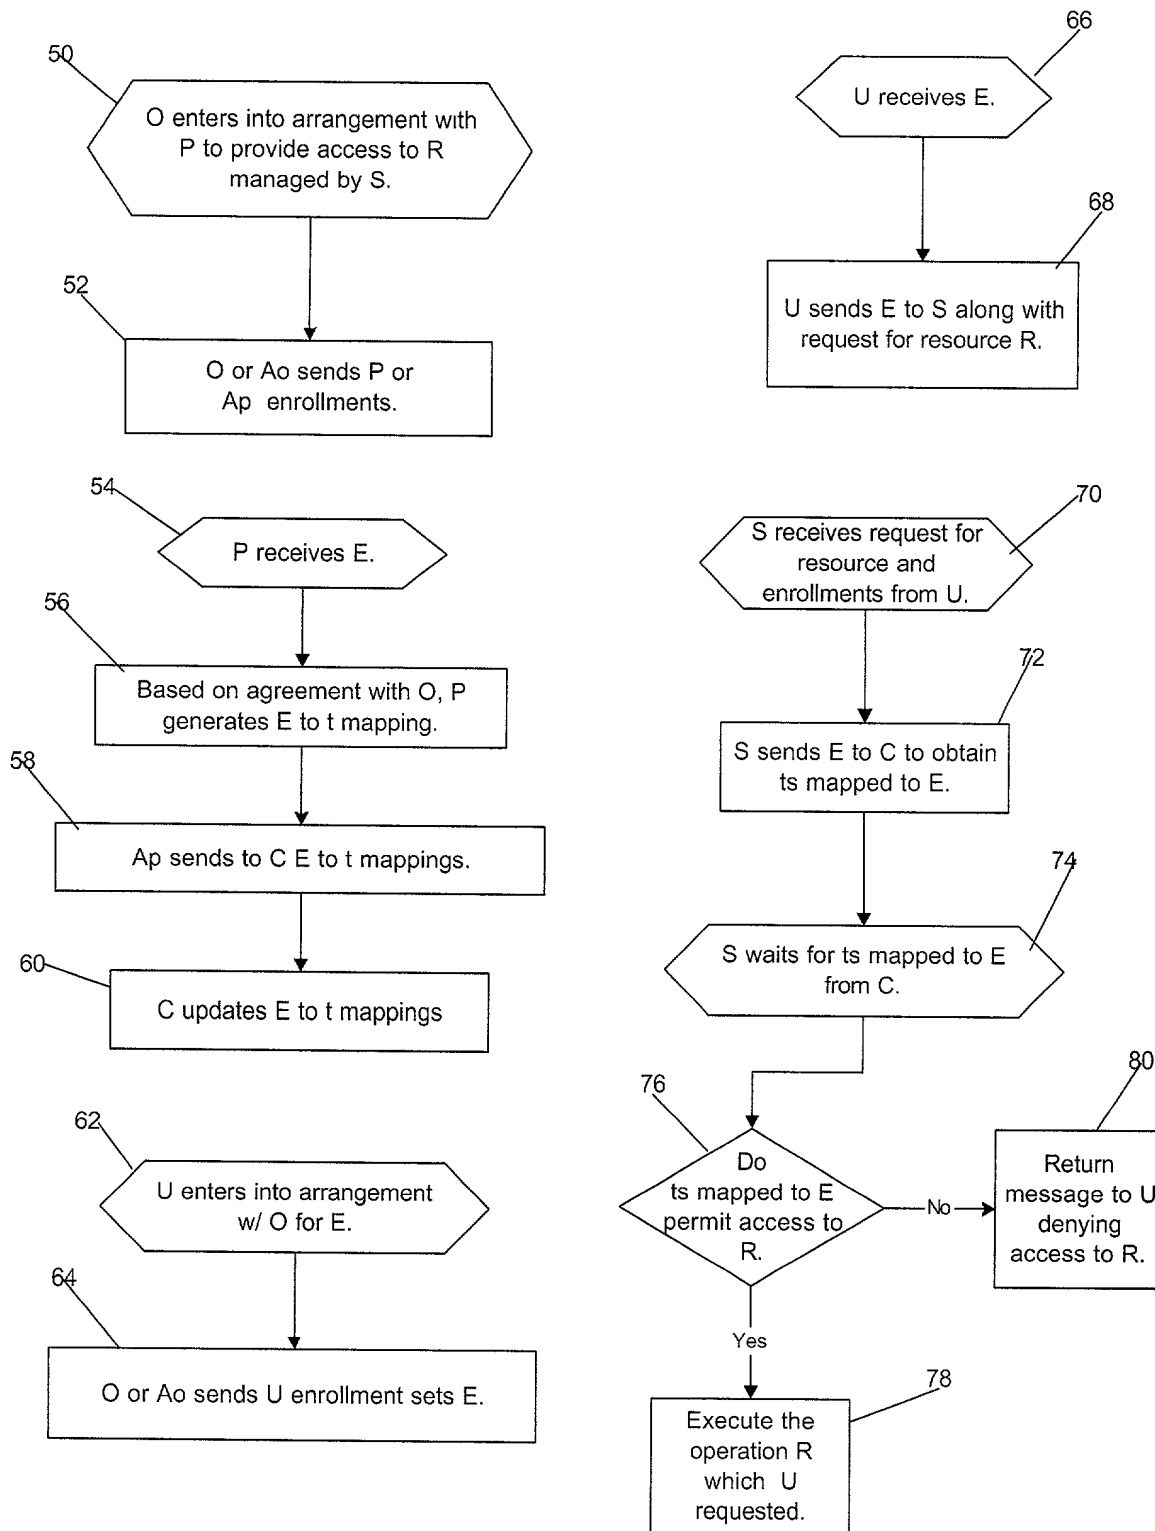 50
O enters into arrangement with
P to provide access to R
managed by S.
52
O or Ao sends P or
Ap enrollments.
54
P receives E.
56
Based on agreement with O, P
generates E to t mapping.
58
Ap sends to C E to t mappings.
60
C updates E to t mappings
62
U enters into arrangement
w/ O for E.
64
O or Ao sends U enrollment sets E.
66
U receives E.
68
U sends E to S along with
request for resource R.
70
S receives request for
resource and
enrollments from U.
72
S sends E to C to obtain
ts mapped to E.
74
S waits for ts mapped to E
from C.
76
Do
ts mapped to E
permit access to
R.
No
80
Return
message to U
denying
access to R.
Yes
78
Execute the
operation R
which U
requested.